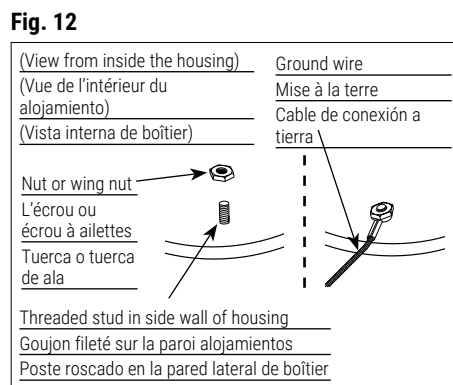 Fig. 12
(View from inside the housing)
(Vue de l'intérieur du
alojamiento)
(Vista interna de boîtier)
Ground wire
Mise à la terre
Cable de conexión a
tierra
Nut or wing nut
L'écrou ou
écrou à ailettes
Tuerca o tuerca
de ala
Threaded stud in side wall of housing
Goujon fileté sur la paroi alojamientos
Poste roscado en la pared lateral de boîtier